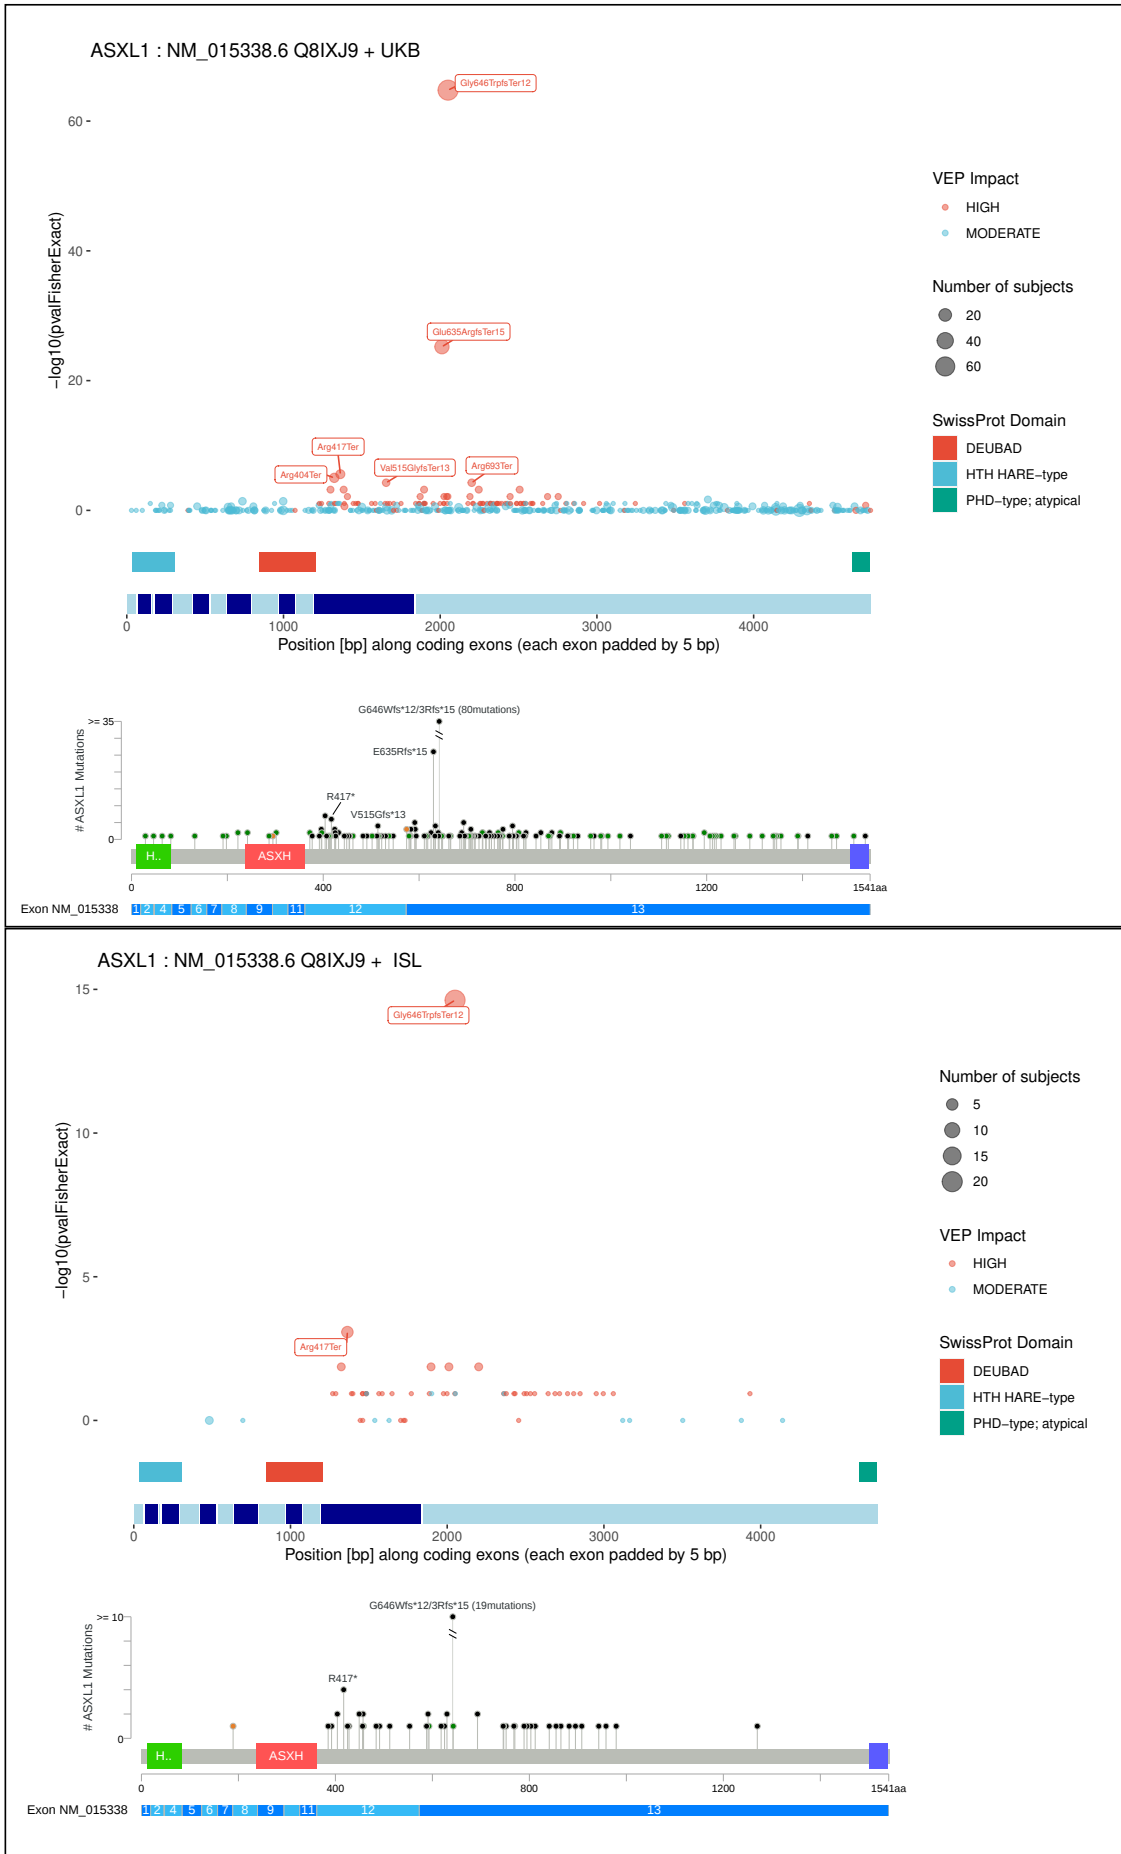 ASXL1 : NM_015338.6 Q8IXJ9 + UKB
Gly646TrpfsTer12
60
40
20
0
−log10(pvalFisherExact)
Glu635ArgfsTer15
Arg417Ter
Arg404Ter
Val515GlyfsTer13
Arg693Ter
VEP Impact
HIGH
MODERATE
Number of subjects
20
40
60
SwissProt Domain
DEUBAD
HTH HARE−type
PHD−type; atypical
0 1000 2000 3000 4000
Position [bp] along coding exons (each exon padded by 5 bp)
G646Wfs*12/3Rfs*15 (80mutations)
>= 35
E635Rfs*15
# ASXL1 Mutations
R417*
V515Gfs*13
0
H.. ASXH
0 400 800 1200 1541aa
Exon NM_015338 1 2 4 5 6 7 8 9 11 12 13
ASXL1 : NM_015338.6 Q8IXJ9 + ISL
15
10
5
0
−log10(pvalFisherExact)
Gly646TrpfsTer12
Arg417Ter
Number of subjects
5
10
15
20
VEP Impact
HIGH
MODERATE
SwissProt Domain
DEUBAD
HTH HARE−type
PHD−type; atypical
0 1000 2000 3000 4000
Position [bp] along coding exons (each exon padded by 5 bp)
G646Wfs*12/3Rfs*15 (19mutations)
>= 10
# ASXL1 Mutations
R417*
0
H.. ASXH
0 400 800 1200 1541aa
Exon NM_015338 1 2 4 5 6 7 8 9 11 12 13